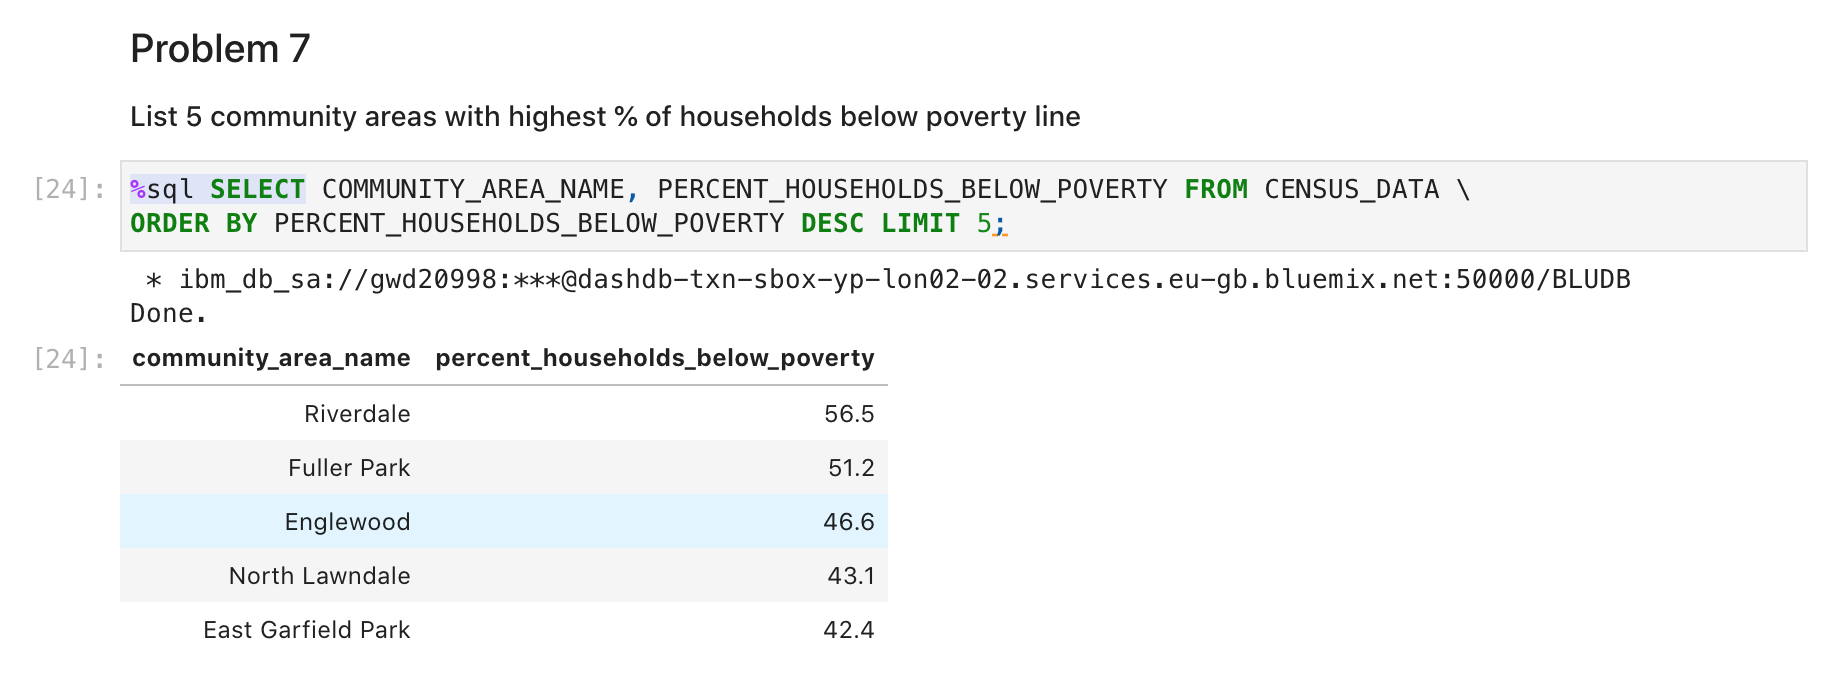 Problem 7
List 5 community areas with highest % of households below poverty line
[24]: %sql SELECT COMMUNITY_AREA_NAME, PERCENT_HOUSEHOLDS_BELOW_POVERTY FROM CENSUS_DATA \
ORDER BY PERCENT_HOUSEHOLDS_BELOW_POVERTY DESC LIMIT 5;
* ibm_db_sa://gwd20998:***@dashdb-txn-sbox-yp-lon02-02.services.eu-gb.bluemix.net:50000/BLUDB
Done.
[24]: community_area_name percent_households_below_poverty
Riverdale 56.5
Fuller Park 51.2
Englewood 46.6
North Lawndale 43.1
East Garfield Park 42.4